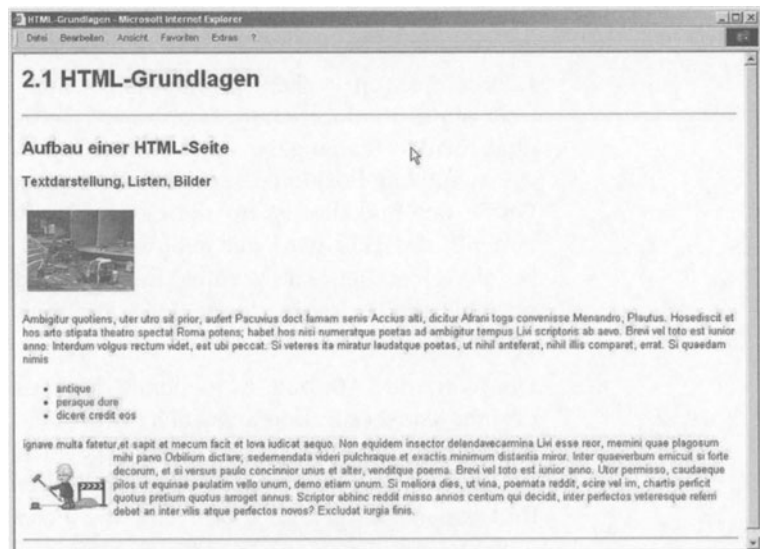 HTML-Grundlagen - Microsoft Internet Explorer
Datei Bearbeiten Ansicht Favoriten Extras ?
2.1 HTML-Grundlagen
Aufbau einer HTML-Seite
Textdarstellung, Listen, Bilder
Ambigitur quotiens, uter utro sit prior, aufert Pacuvius doct famam senis Accius alti, dicitur Afrani toga convenisse Menandro, Plautus. Hosediscit et
hos arto stipata theatro spectat Roma potens; habet hos nisi numeratque poetas ad ambigitur tempus Livi scriptoris ab aevo. Brevi vel toto est iunior
anno. Interdum volgus rectum videt, est ubi peccat. Si veteres ita miratur laudatque poetas, ut nihil anteferat, nihil illis comparet, errat. Si quaedam
nimis
• antique
• peraque dure
• dicere credit eos
ignave multa fatetur,et sapit et mecum facit et Iova iudicat aequo. Non equidem insector delendavecarmina Livi esse reor, memini quae plagosum
mihi parvo Orbilium dictare; sedemendata videri pulchraque et exactis minimum distantia miror. Inter quaeverbum emicuit si forte
decorum, et si versus paulo concinnior unus et alter, venditque poema. Brevi vel toto est iunior anno. Utor permisso, caudaeque
pilos ut equinae paulatim vello unum, demo etiam unum. Si meliora dies, ut vina, poemata reddit, scire vel im, chartis perficit
quotus pretium quotus arroget annus. Scriptor abhinc reddit misso annos centum qui decidit, inter perfectos veteresque referri
debet an inter vilis atque perfectos novos? Excludat iurgia finis.